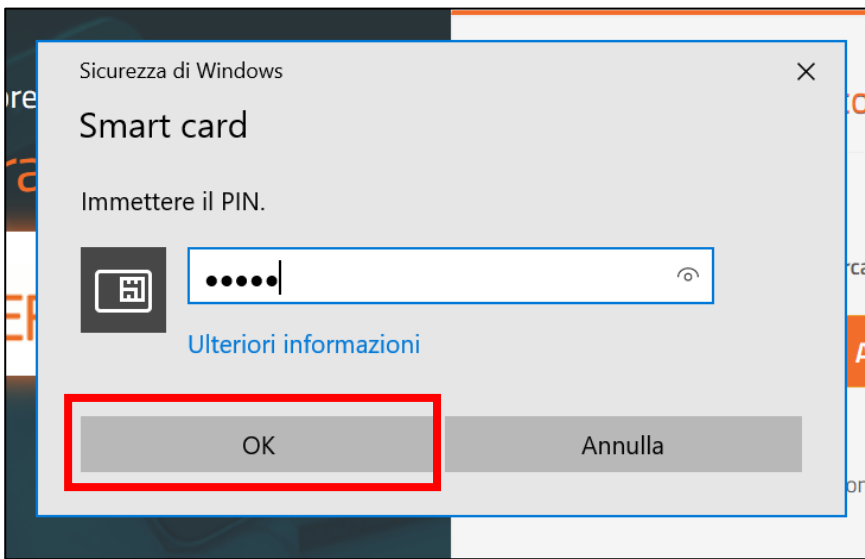 Sicurezza di Windows
Smart card
Immettere il PIN.
•••••
Ulteriori informazioni
OK
Annulla